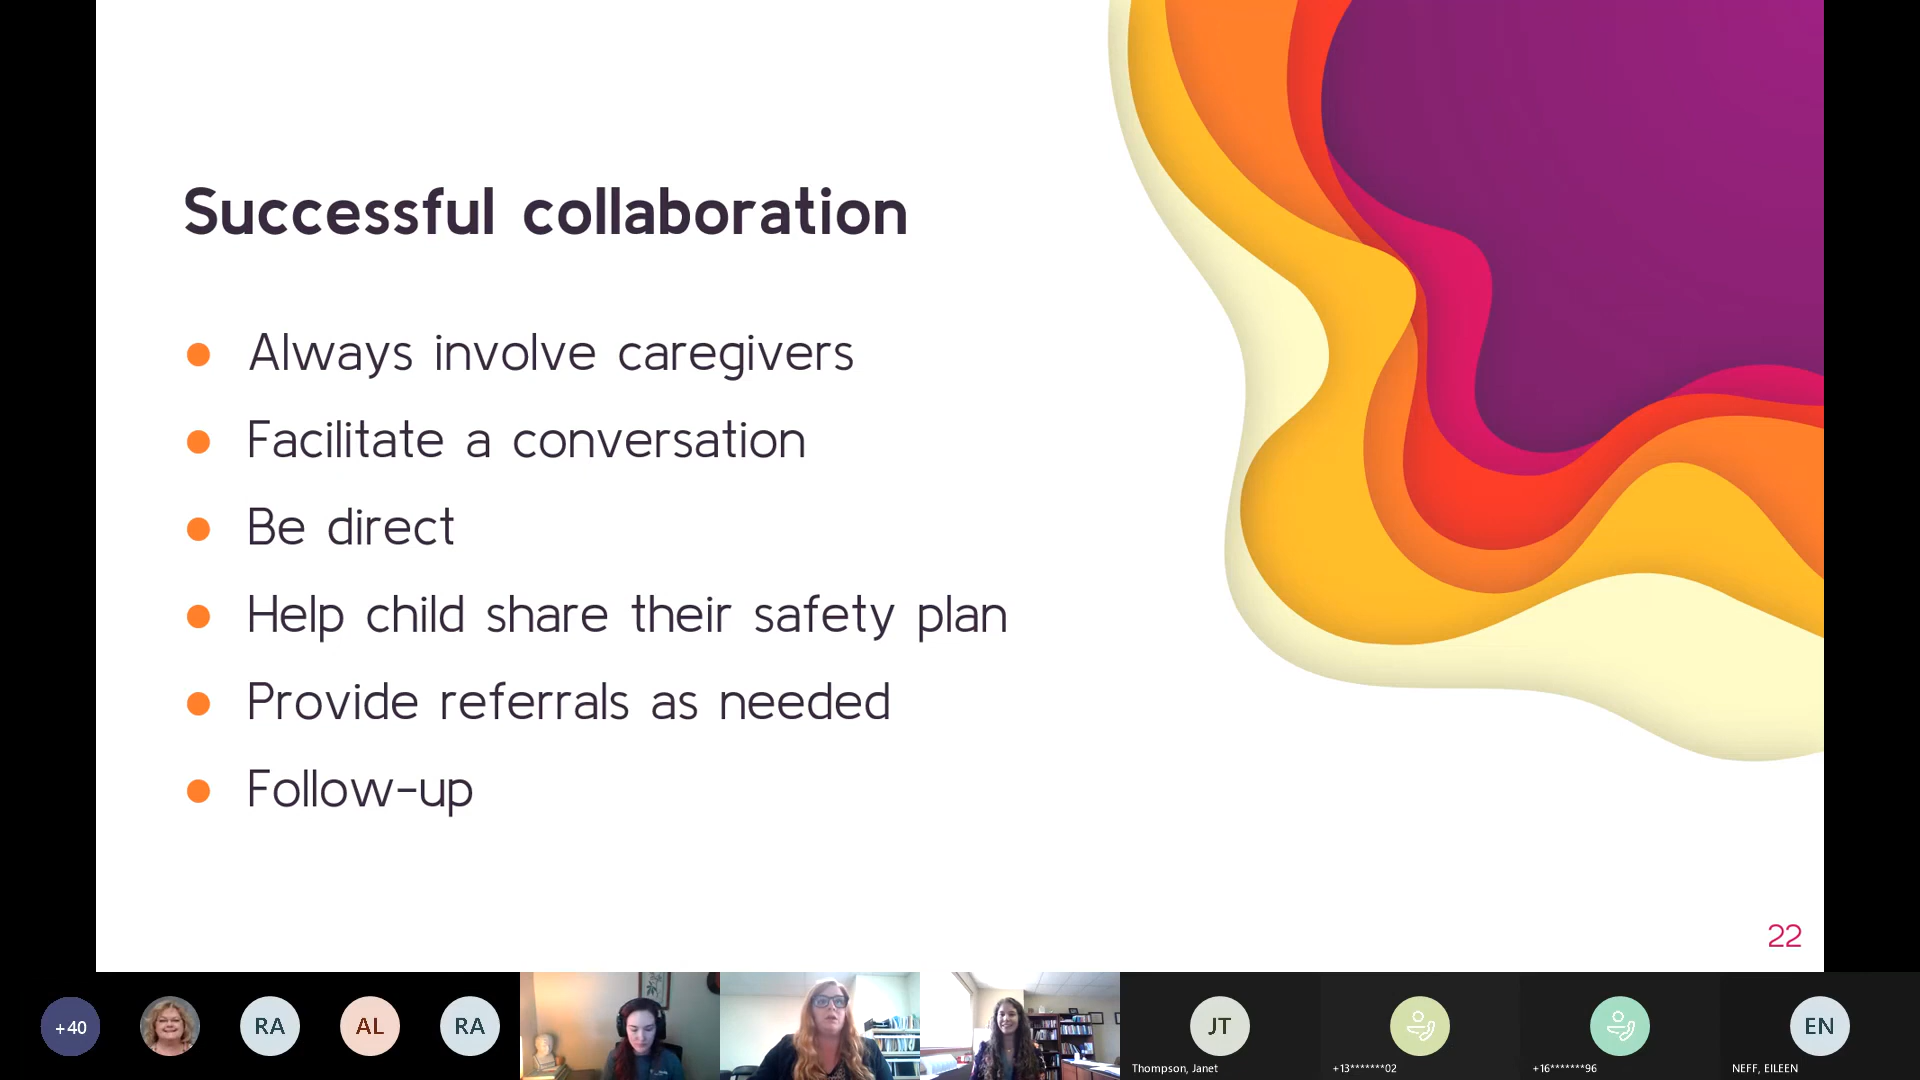 Successful collaboration
Always involve caregivers
Facilitate a conversation
Be direct
Help child share their safety plan
Provide referrals as needed
Follow-up
22
+40
RA
AL
RA
JT
EN
Thompson, Janet
+13*******02
+16*******96
NEFF, EILEEN